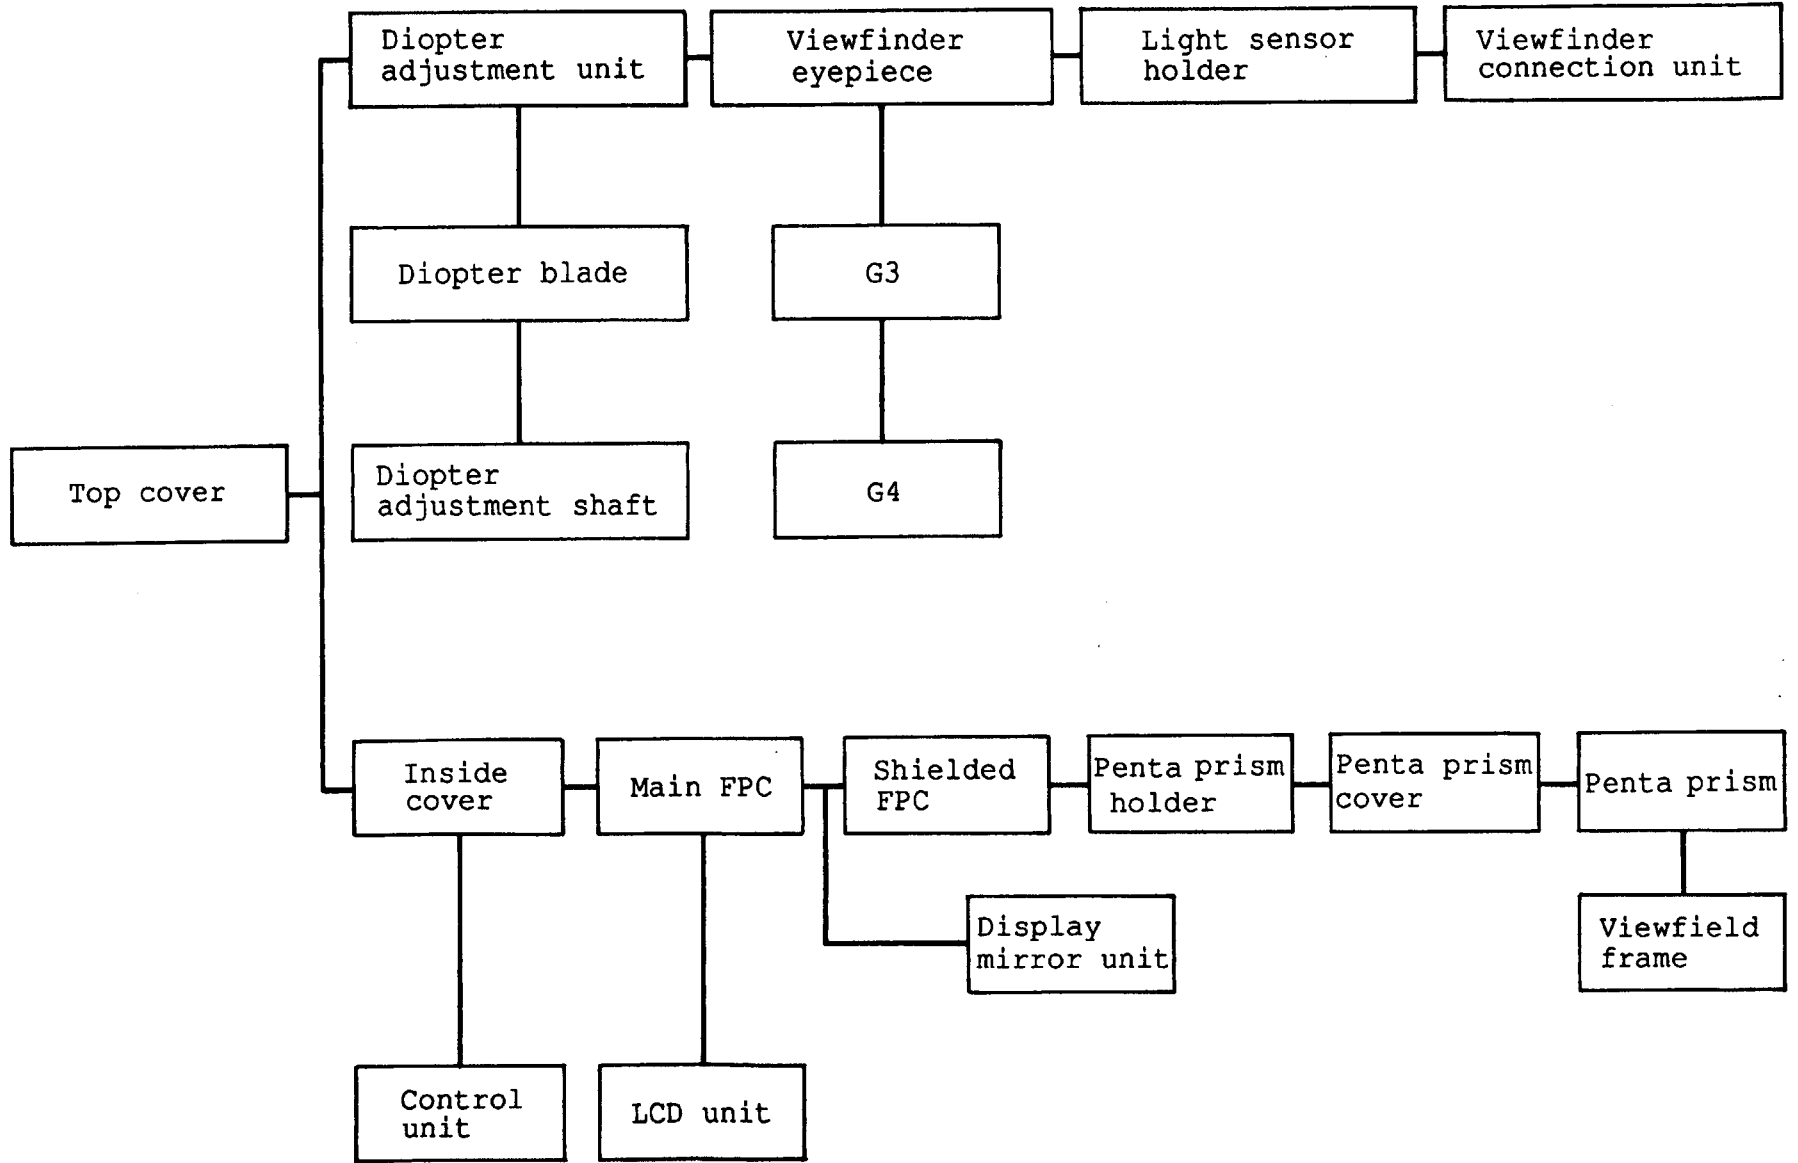 Diopter
adjustment unit
Viewfinder
eyepiece
Light sensor
holder
Viewfinder
connection unit
Diopter blade
G3
Top cover
Diopter
adjustment shaft
G4
Inside
cover
Main FPC
Shielded
FPC
Penta prism
holder
Penta prism
cover
Penta prism
Display
mirror unit
Viewfield
frame
Control
unit
LCD unit